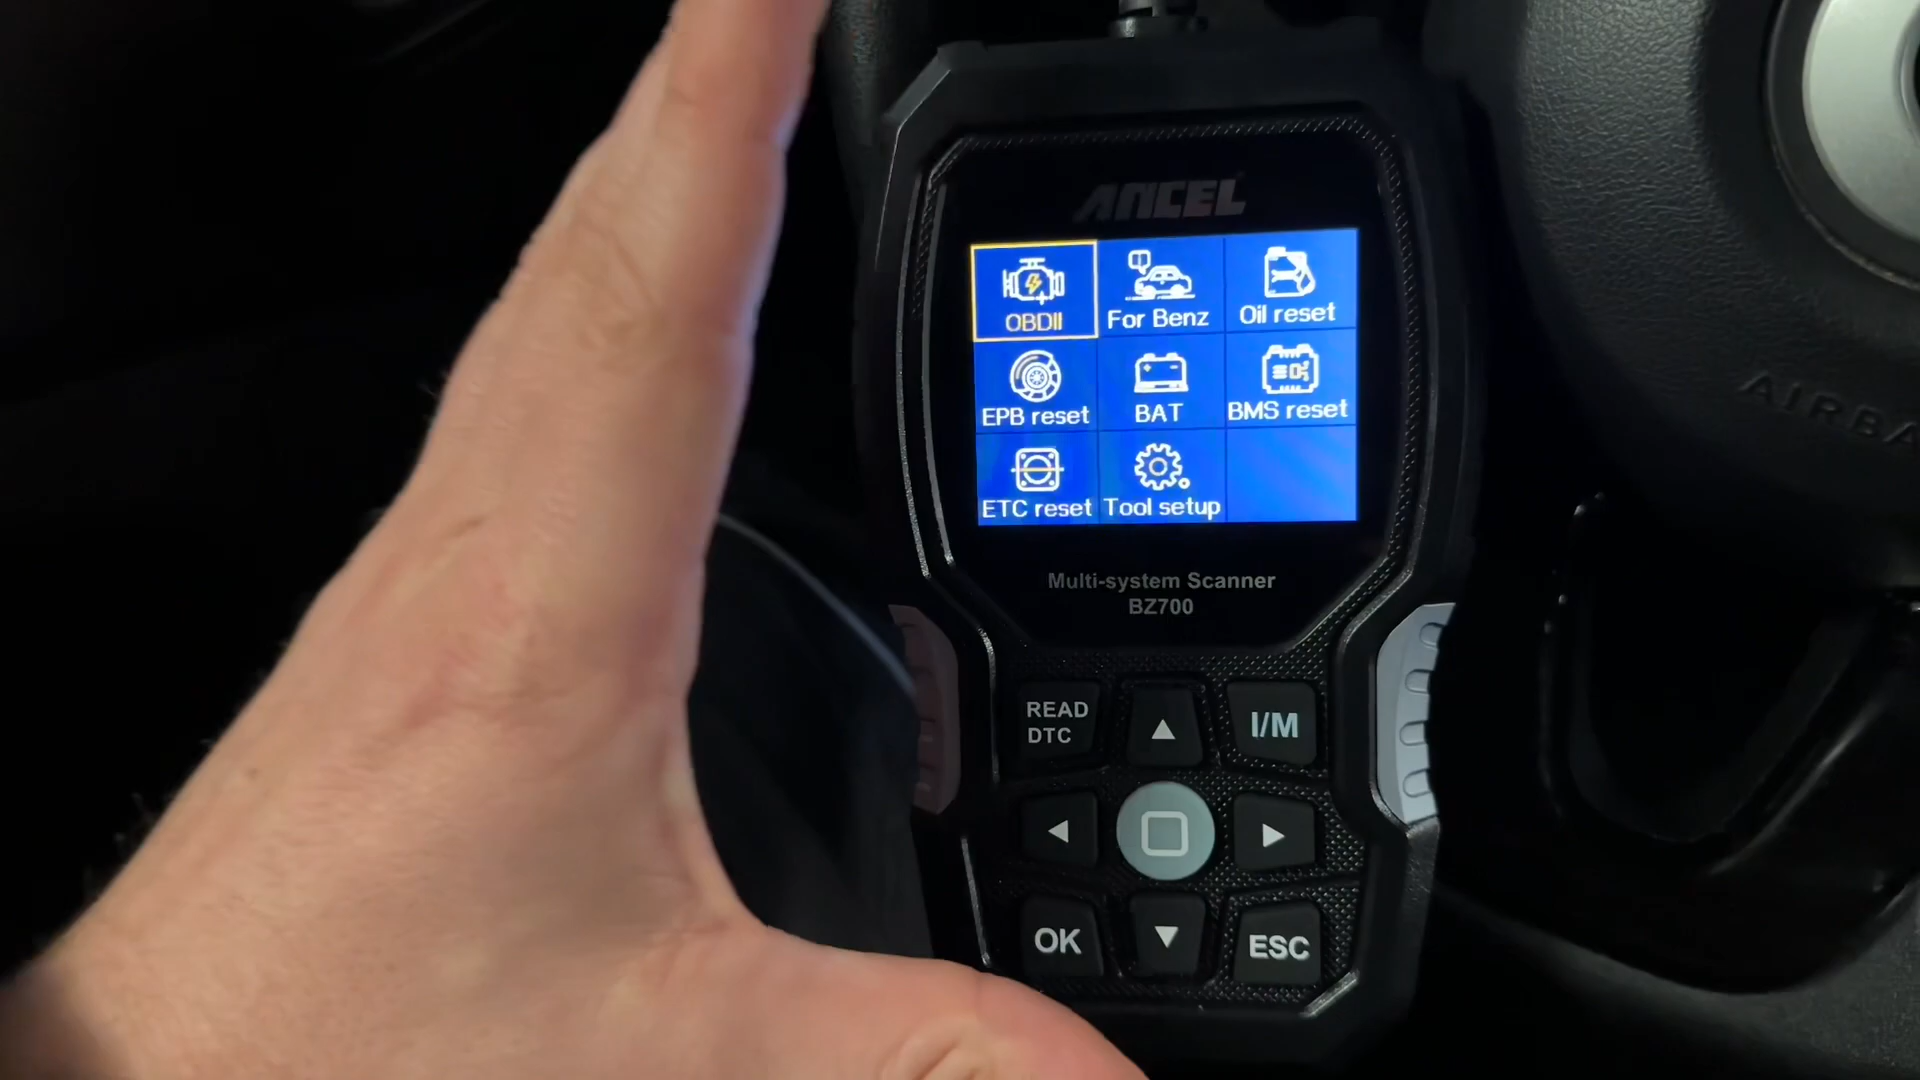 ANCEL
OBDII
For Benz
Oil reset
EPB reset
BAT
BMS reset
ETC reset
Tool setup
Multi-system Scanner
BZ700
READ
DTC
I/M
OK
ESC
AIRBA